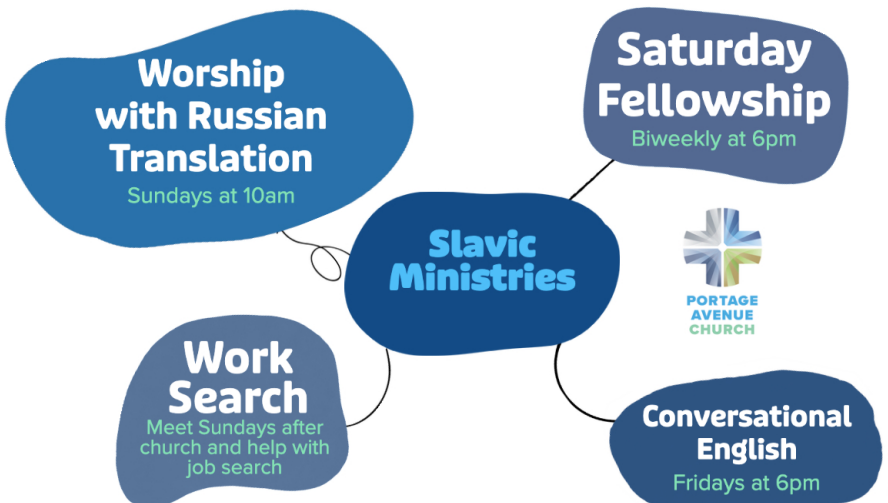 Worship
with Russian
Translation
Sundays at 10am
Saturday
Fellowship
Biweekly at 6pm
Slavic
Ministries
PORTAGE
AVENUE
CHURCH
Work
Search
Meet Sundays after
church and help with
job search
Conversational
English
Fridays at 6pm